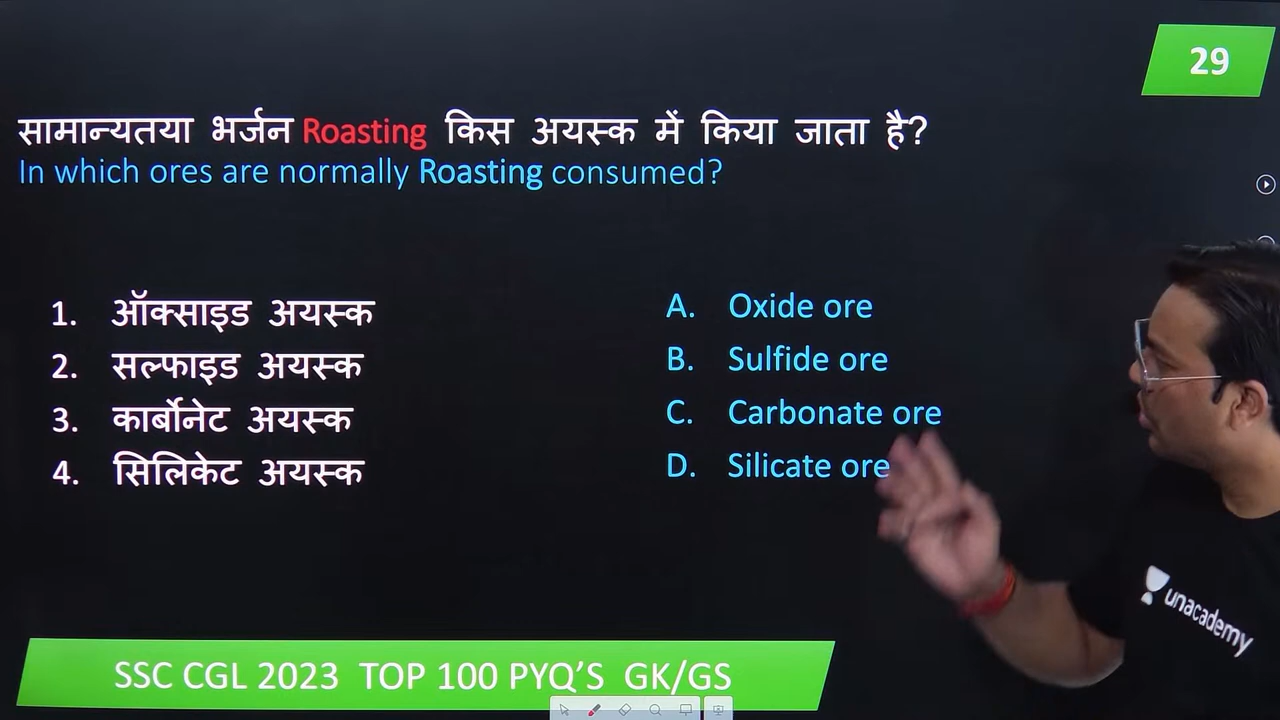 29
सामान्यतया भर्जन Roasting किस अयस्क में किया जाता है?
In which ores are normally Roasting consumed?
1. ऑक्साइड अयस्क
2. सल्फाइड अयस्क
3. कार्बोनेट अयस्क
4. सिलिकेट अयस्क
A. Oxide ore
B. Sulfide ore
C. Carbonate ore
D. Silicate ore
unacademy
SSC CGL 2023 TOP 100 PYQ'S GK/GS